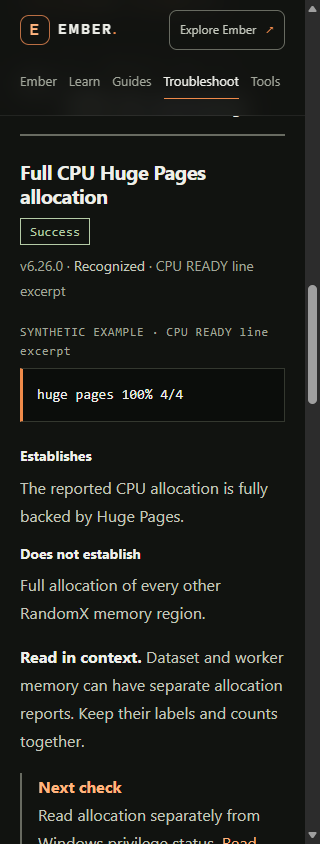 E EMBER.
Explore Ember ↗
Ember Learn Guides Troubleshoot Tools
Full CPU Huge Pages
allocation
Success
v6.26.0 · Recognized · CPU READY line
excerpt
SYNTHETIC EXAMPLE · CPU READY line
excerpt
huge pages 100% 4/4
Establishes
The reported CPU allocation is fully
backed by Huge Pages.
Does not establish
Full allocation of every other
RandomX memory region.
Read in context. Dataset and worker
memory can have separate allocation
reports. Keep their labels and counts
together.
Next check
Read allocation separately from
Windows privilege status. Read